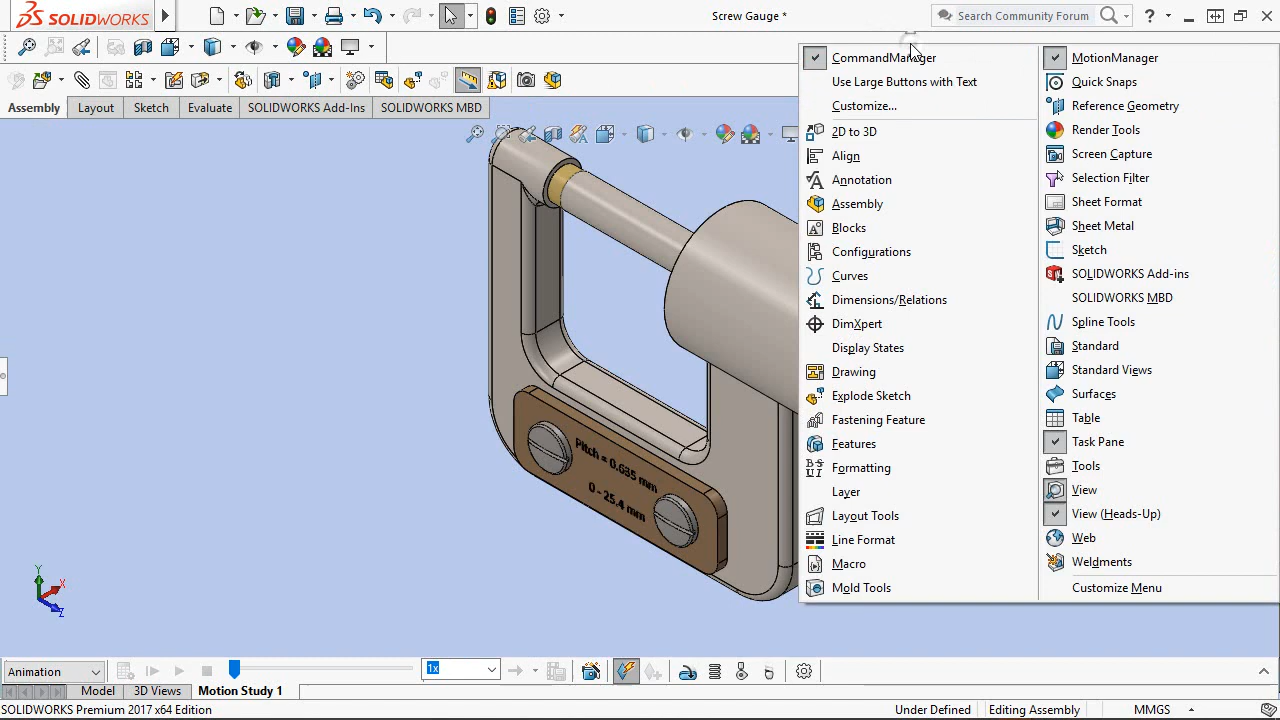 SOLIDWORKS
Screw Gauge *
Search Community Forum
Assembly
Layout
Sketch
Evaluate
SOLIDWORKS Add-Ins
SOLIDWORKS MBD
CommandManager
Use Large Buttons with Text
Customize...
2D to 3D
Align
Annotation
Assembly
Blocks
Configurations
Curves
Dimensions/Relations
DimXpert
Display States
Drawing
Explode Sketch
Fastening Feature
Features
Formatting
Layer
Layout Tools
Line Format
Macro
Mold Tools
MotionManager
Quick Snaps
Reference Geometry
Render Tools
Screen Capture
Selection Filter
Sheet Format
Sheet Metal
Sketch
SOLIDWORKS Add-ins
SOLIDWORKS MBD
Spline Tools
Standard
Standard Views
Surfaces
Table
Task Pane
Tools
View
View (Heads-Up)
Web
Weldments
Customize Menu
Pitch = 0.635 mm
0 - 25.4 mm
Y
X
Z
Animation
1x
Model
3D Views
Motion Study 1
SOLIDWORKS Premium 2017 x64 Edition
Under Defined
Editing Assembly
MMGS